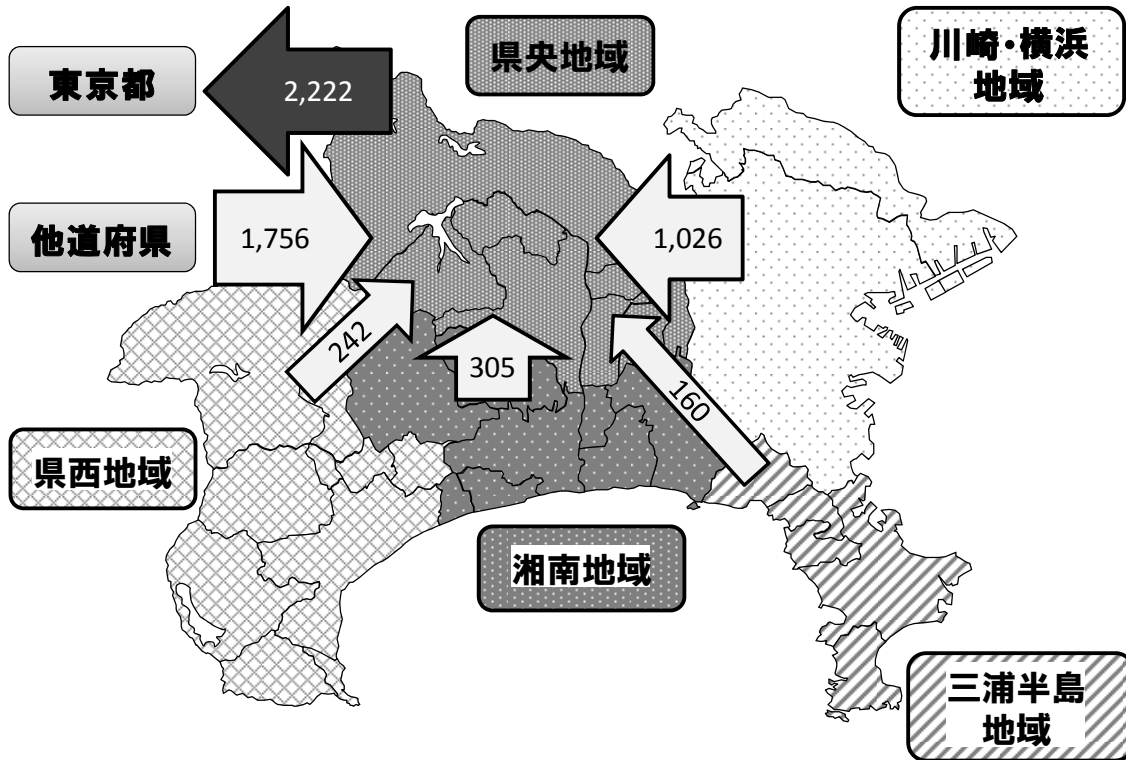 東京都
2,222
県央地域
川崎・横浜
地域
他道府県
1,756
1,026
242
305
160
県西地域
湘南地域
三浦半島
地域